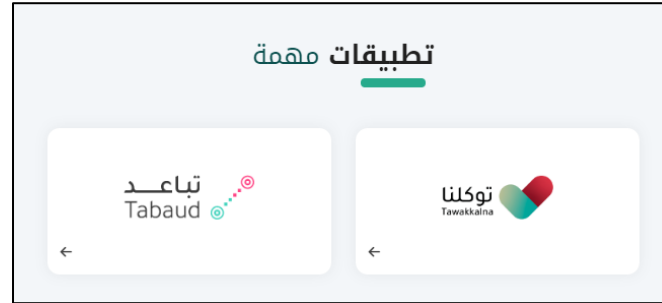 تطبيقات مهمة
توكلنا
Tawakkalna
تباعـــد
Tabaud